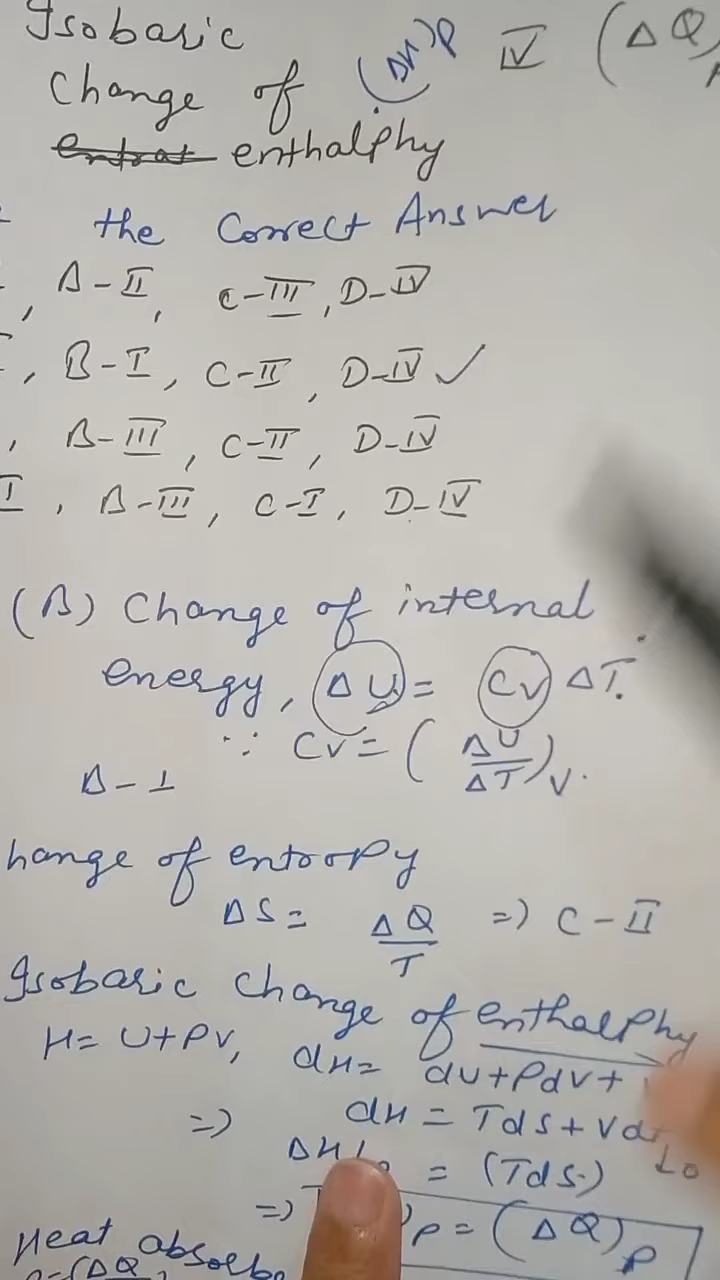 Isobaric
Change of (ΔH)p IV (ΔQ)
entrat enthalphy
the Correct Answer
, B-II, C-III, D-IV
, B-I, C-II, D-IV ✓
, B-III, C-II, D-IV
I, B-III, C-I, D-IV
(B) Change of internal
energy, ΔU = Cv ΔT.
∵ Cv = (ΔU/ΔT)v.
B-I
hange of entropy
ΔS = ΔQ/T => C-II
Isobaric Change of enthalphy
H = U+PV, dH = dU+PdV+
=> dH = Tds + Vd
ΔH = (Tds) ↳0
=> )p = (ΔQ)p
Heat absorbe